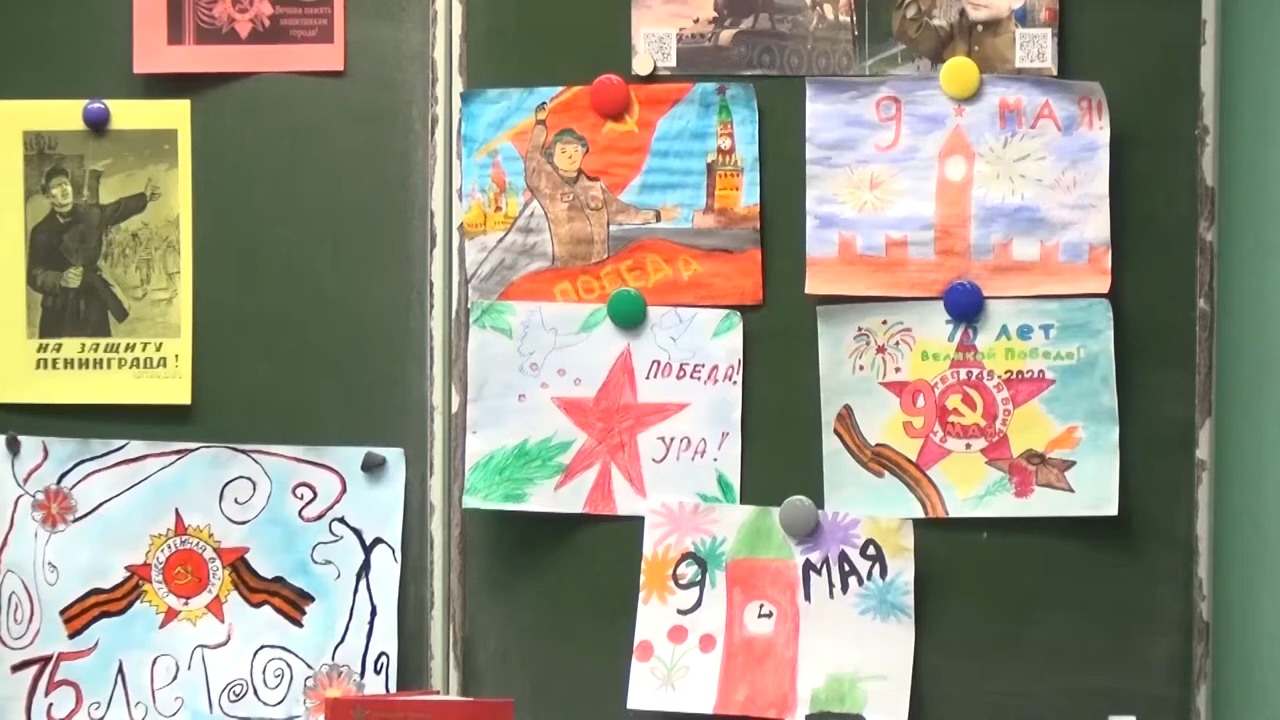 Вечная память
защитникам
города!
НА ЗАЩИТУ
ЛЕНИНГРАДА!
ПОБЕДА
9 МАЯ!
ПОБЕДА!
УРА!
75 лет
Великой Победе!
1945-2020
9
МАЯ
ОТЕЧЕСТВЕННАЯ ВОЙНА
75 лет
9 МАЯ